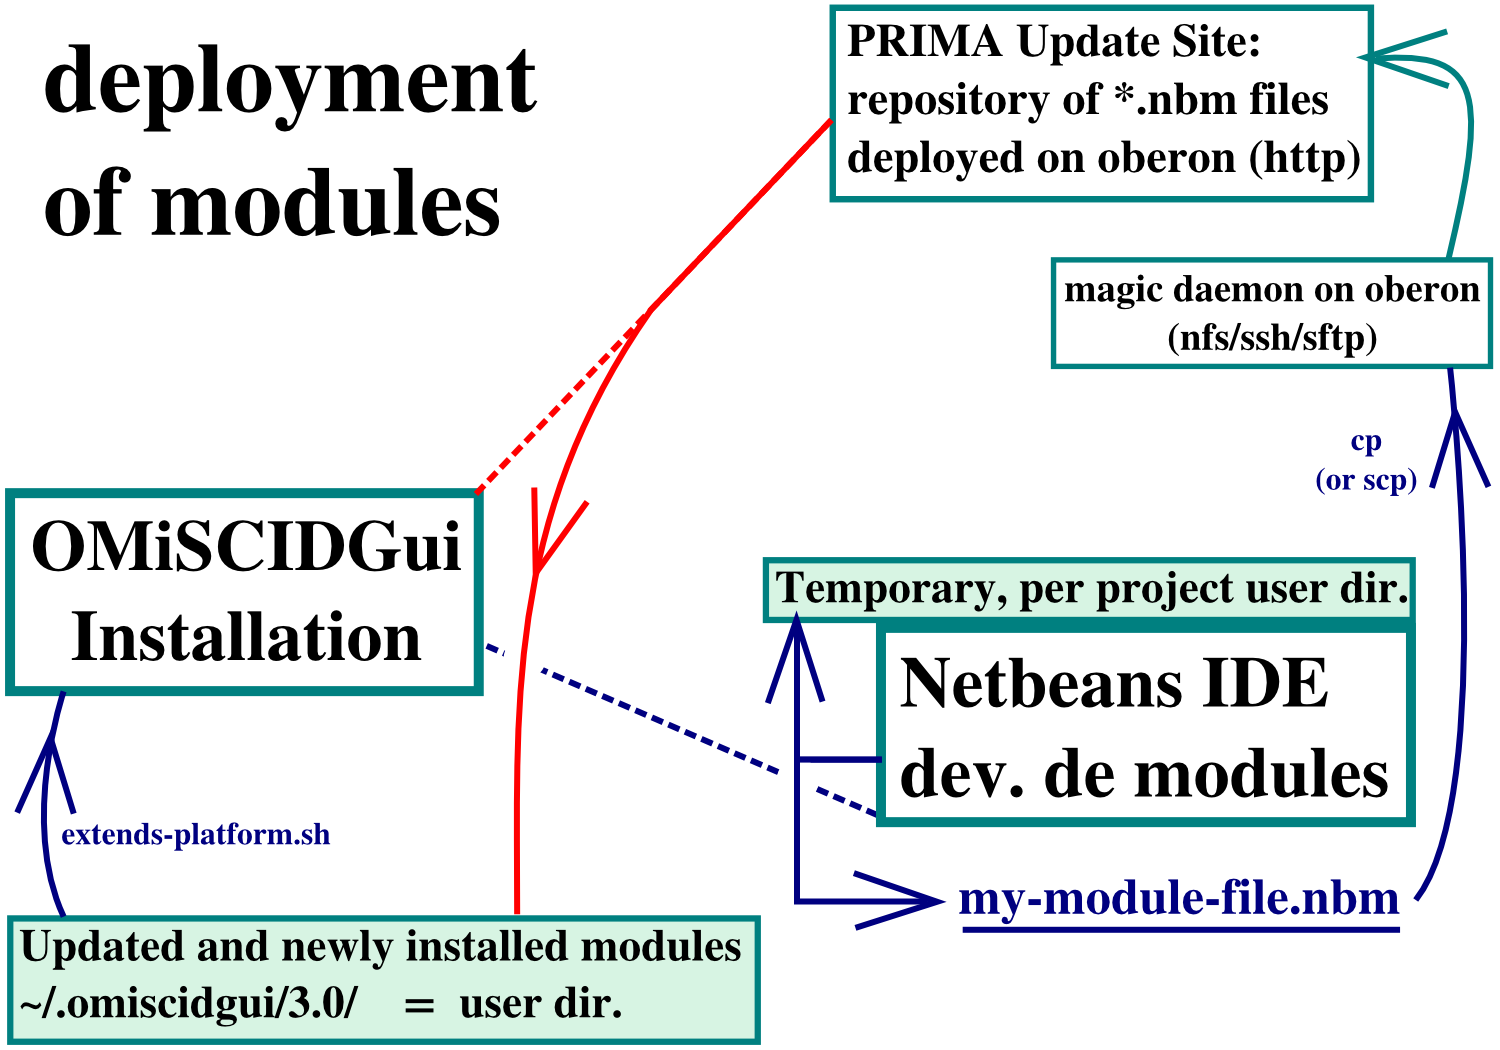 deployment
of modules
PRIMA Update Site:
repository of *.nbm files
deployed on oberon (http)
magic daemon on oberon
(nfs/ssh/sftp)
cp
(or scp)
OMiSCIDGui
Installation
Temporary, per project user dir.
Netbeans IDE
dev. de modules
extends-platform.sh
my-module-file.nbm
Updated and newly installed modules
~/.omiscidgui/3.0/ = user dir.